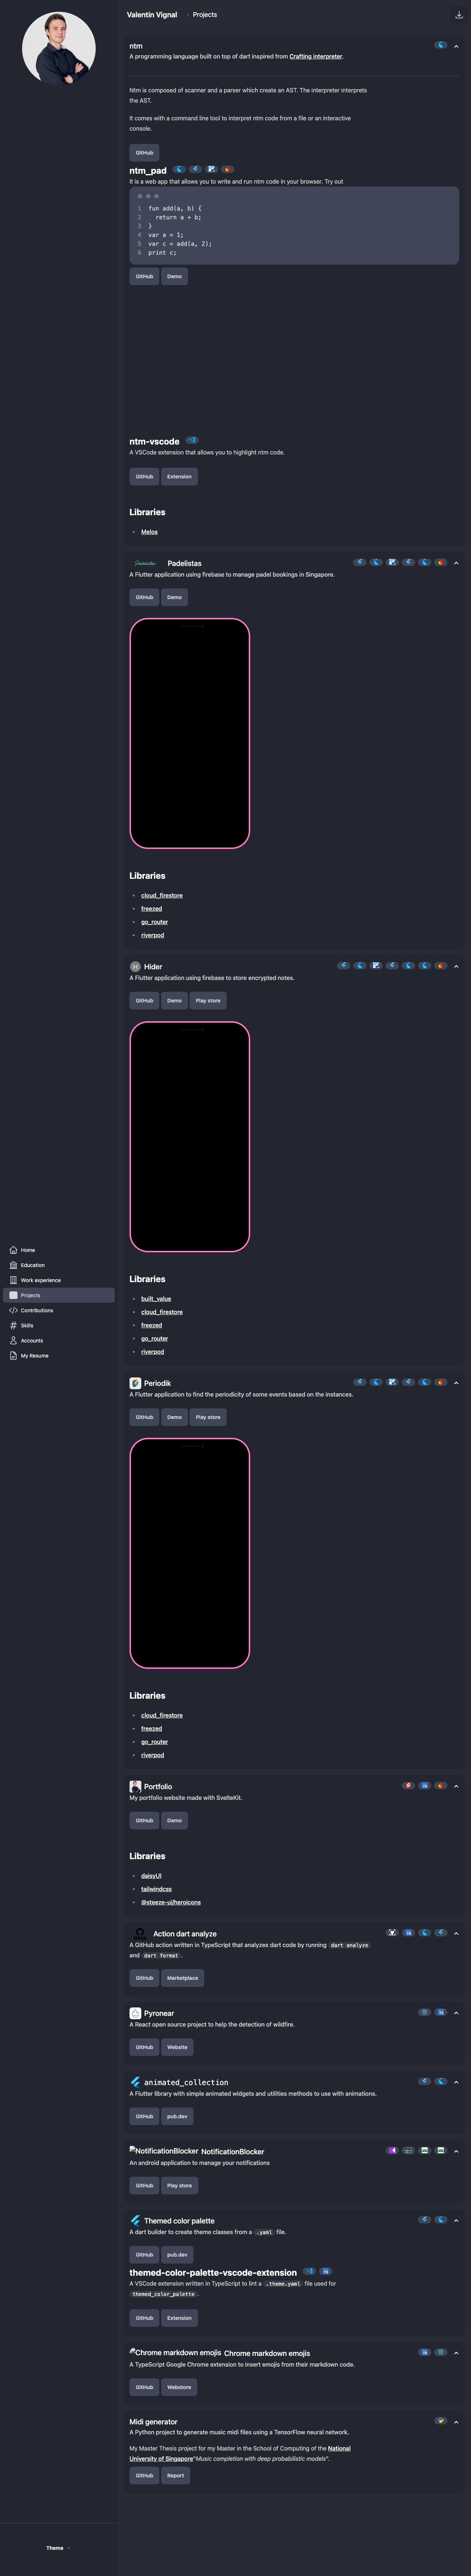 Valentin Vignal
Projects
ntm
A programming language built on top of dart inspired from Crafting interpreter.
Ntm is composed of scanner and a parser which create an AST. The interpreter interprets
the AST.
It comes with a command line tool to interpret ntm code from a file or an interactive
console.
GitHub
ntm_pad
It is a web app that allows you to write and run ntm code in your browser. Try out
1 fun add(a, b) {
2   return a + b;
3 }
4 var a = 1;
5 var c = add(a, 2);
6 print c;
GitHub Demo
ntm-vscode
A VSCode extension that allows you to highlight ntm code.
GitHub Extension
Libraries
Melos
Padelistas Padelistas
A Flutter application using firebase to manage padel bookings in Singapore.
GitHub Demo
Libraries
cloud_firestore
freezed
go_router
riverpod
H Hider
A Flutter application using firebase to store encrypted notes.
GitHub Demo Play store
Libraries
built_value
cloud_firestore
freezed
go_router
riverpod
Home
Education
Work experience
Projects
Contributions
Skills
Accounts
My Resume
Periodik
A Flutter application to find the periodicity of some events based on the instances.
GitHub Demo Play store
Libraries
cloud_firestore
freezed
go_router
riverpod
Portfolio
My portfolio website made with SvelteKit.
GitHub Demo
Libraries
daisyUI
tailwindcss
@steeze-ui/heroicons
Action dart analyze
A GitHub action written in TypeScript that analyzes dart code by running dart analyze
and dart format.
GitHub Marketplace
Pyronear
A React open source project to help the detection of wildfire.
GitHub Website
animated_collection
A Flutter library with simple animated widgets and utilities methods to use with animations.
GitHub pub.dev
NotificationBlocker NotificationBlocker
An android application to manage your notifications
GitHub Play store
Themed color palette
A dart builder to create theme classes from a .yaml file.
GitHub pub.dev
themed-color-palette-vscode-extension
A VSCode extension written in TypeScript to lint a .theme.yaml file used for
themed_color_palette.
GitHub Extension
Chrome markdown emojis Chrome markdown emojis
A TypeScript Google Chrome extension to insert emojis from their markdown code.
GitHub Webstore
Midi generator
A Python project to generate music midi files using a TensorFlow neural network.
My Master Thesis project for my Master in the School of Computing of the National
University of Singapore"Music completion with deep probabilistic models".
GitHub Report
Theme